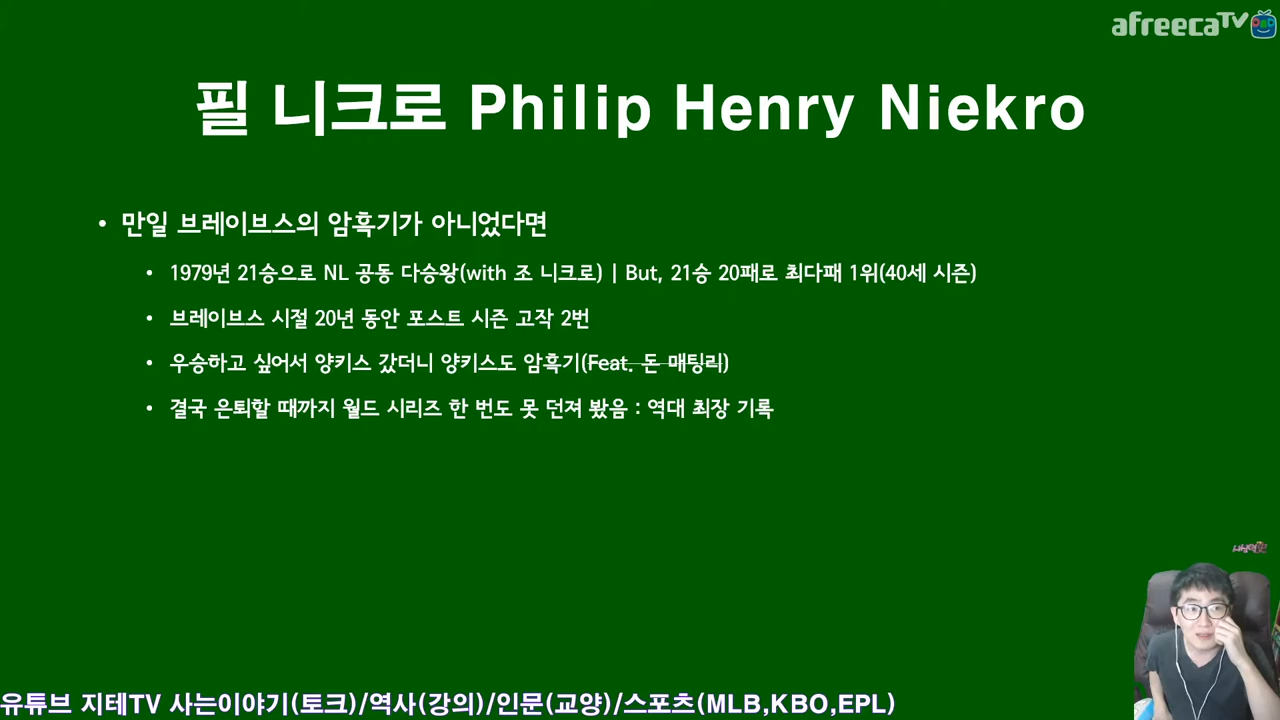 afreecaTV
필 니크로 Philip Henry Niekro
• 만일 브레이브스의 암흑기가 아니었다면
• 1979년 21승으로 NL 공동 다승왕(with 조 니크로) | But, 21승 20패로 최다패 1위(40세 시즌)
• 브레이브스 시절 20년 동안 포스트 시즌 고작 2번
• 우승하고 싶어서 양키스 갔더니 양키스도 암흑기(Feat. 돈 매팅리)
• 결국 은퇴할 때까지 월드 시리즈 한 번도 못 던져 봤음 : 역대 최장 기록
유튜브 지테TV 사는이야기(토크)/역사(강의)/인문(교양)/스포츠(MLB,KBO,EPL)